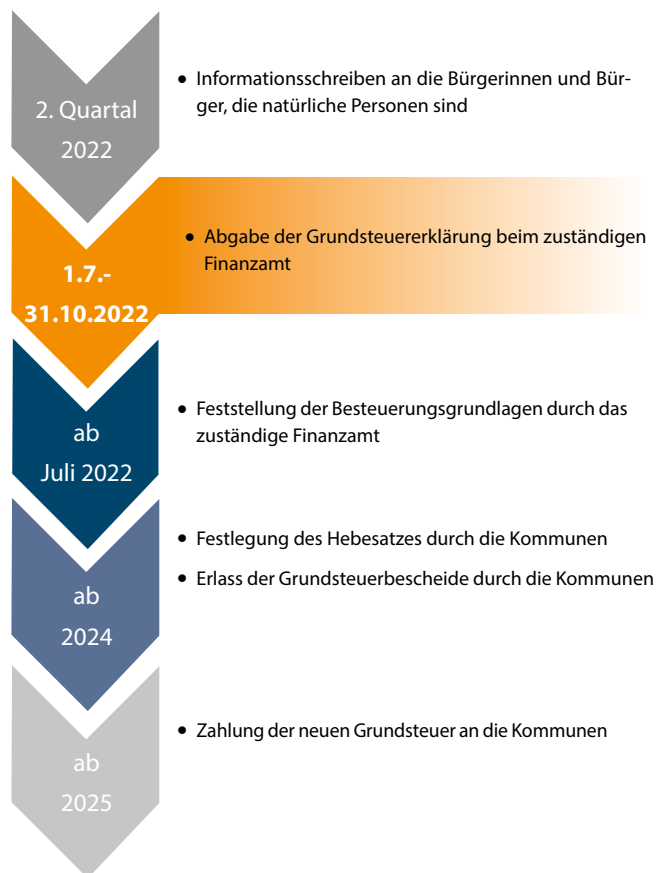 2. Quartal
2022
• Informationsschreiben an die Bürgerinnen und Bür-
ger, die natürliche Personen sind
1.7.-
31.10.2022
• Abgabe der Grundsteuererklärung beim zuständigen
Finanzamt
ab
Juli 2022
• Feststellung der Besteuerungsgrundlagen durch das
zuständige Finanzamt
ab
2024
• Festlegung des Hebesatzes durch die Kommunen
• Erlass der Grundsteuerbescheide durch die Kommunen
ab
2025
• Zahlung der neuen Grundsteuer an die Kommunen